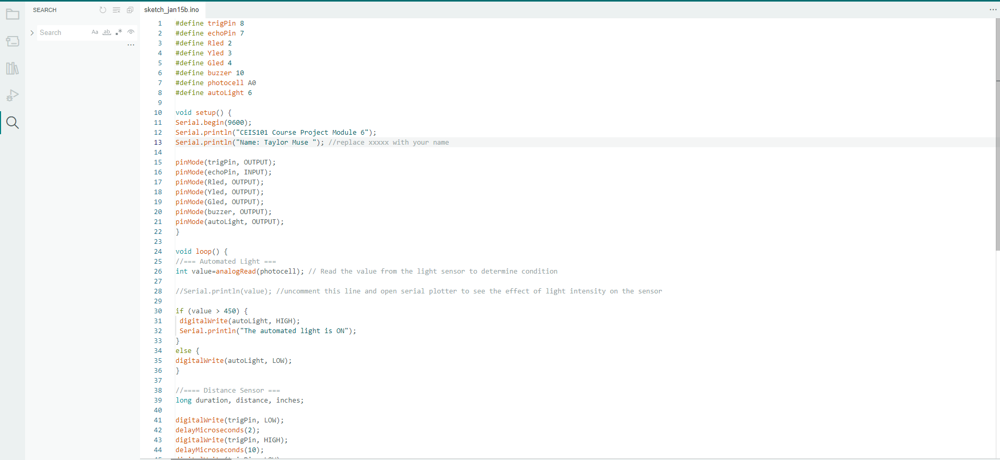 SEARCH
Search
Aa
ab
.*
...
sketch_jan15b.ino
...
1 #define trigPin 8
2 #define echoPin 7
3 #define Rled 2
4 #define Yled 3
5 #define Gled 4
6 #define buzzer 10
7 #define photocell A0
8 #define autoLight 6
9
10 void setup() {
11 Serial.begin(9600);
12 Serial.println("CEIS101 Course Project Module 6");
13 Serial.println("Name: Taylor Muse "); //replace xxxxx with your name
14
15 pinMode(trigPin, OUTPUT);
16 pinMode(echoPin, INPUT);
17 pinMode(Rled, OUTPUT);
18 pinMode(Yled, OUTPUT);
19 pinMode(Gled, OUTPUT);
20 pinMode(buzzer, OUTPUT);
21 pinMode(autoLight, OUTPUT);
22 }
23
24 void loop() {
25 //=== Automated Light ===
26 int value=analogRead(photocell); // Read the value from the light sensor to determine condition
27
28 //Serial.println(value); //uncomment this line and open serial plotter to see the effect of light intensity on the sensor
29
30 if (value > 450) {
31 digitalWrite(autoLight, HIGH);
32 Serial.println("The automated light is ON");
33 }
34 else {
35 digitalWrite(autoLight, LOW);
36 }
37
38 //==== Distance Sensor ===
39 long duration, distance, inches;
40
41 digitalWrite(trigPin, LOW);
42 delayMicroseconds(2);
43 digitalWrite(trigPin, HIGH);
44 delayMicroseconds(10);